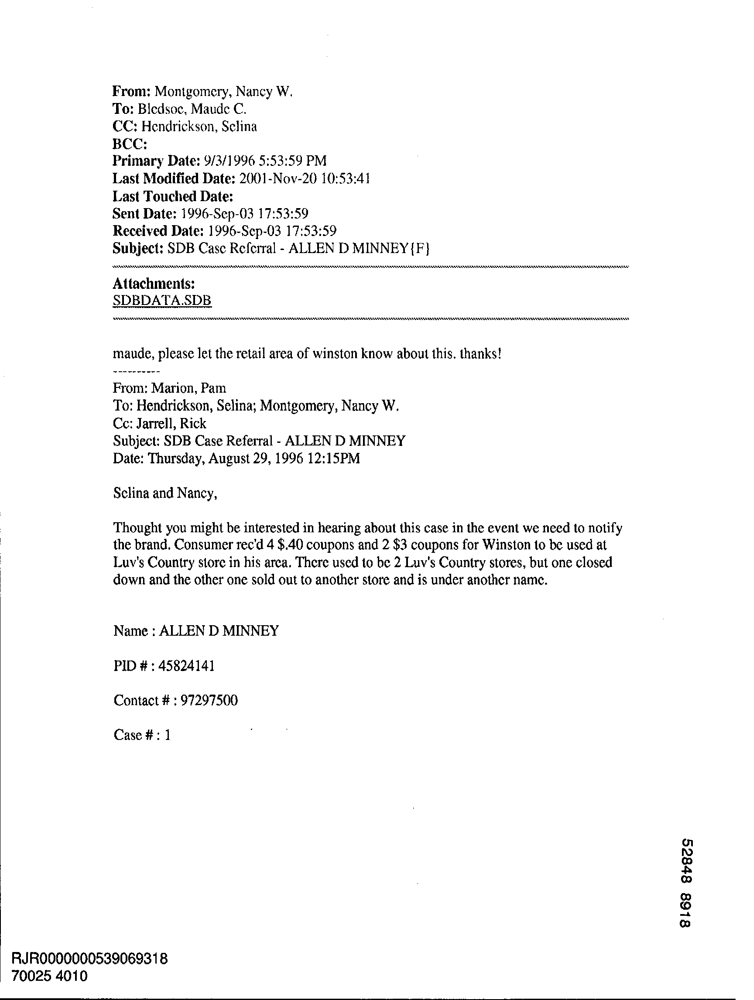 From: Montgomery, Nancy W.
To: Bledsoe, Maude C.
CC: Hendrickson, Selina
BCC:
Primary Date: 9/3/1996 5:53:59 PM
Last Modified Date: 2001-Nov-20 10:53:41
Last Touched Date:
Sent Date: 1996-Sep-03 17:53:59
Received Date: 1996-Sep-03 17:53:59
Subject: SDB Case Referral - ALLEN D MINNEY{F}
Attachments:
SDBDATA.SDB
maude, please let the retail area of winston know about this. thanks!
----------
From: Marion, Pam
To: Hendrickson, Selina; Montgomery, Nancy W.
Cc: Jarrell, Rick
Subject: SDB Case Referral - ALLEN D MINNEY
Date: Thursday, August 29, 1996 12:15PM
Selina and Nancy,
Thought you might be interested in hearing about this case in the event we need to notify
the brand. Consumer rec'd 4 $.40 coupons and 2 $3 coupons for Winston to be used at
Luv's Country store in his area. There used to be 2 Luv's Country stores, but one closed
down and the other one sold out to another store and is under another name.
Name : ALLEN D MINNEY
PID # : 45824141
Contact # : 97297500
Case # : 1
52848 8918
RJR0000000539069318
70025 4010